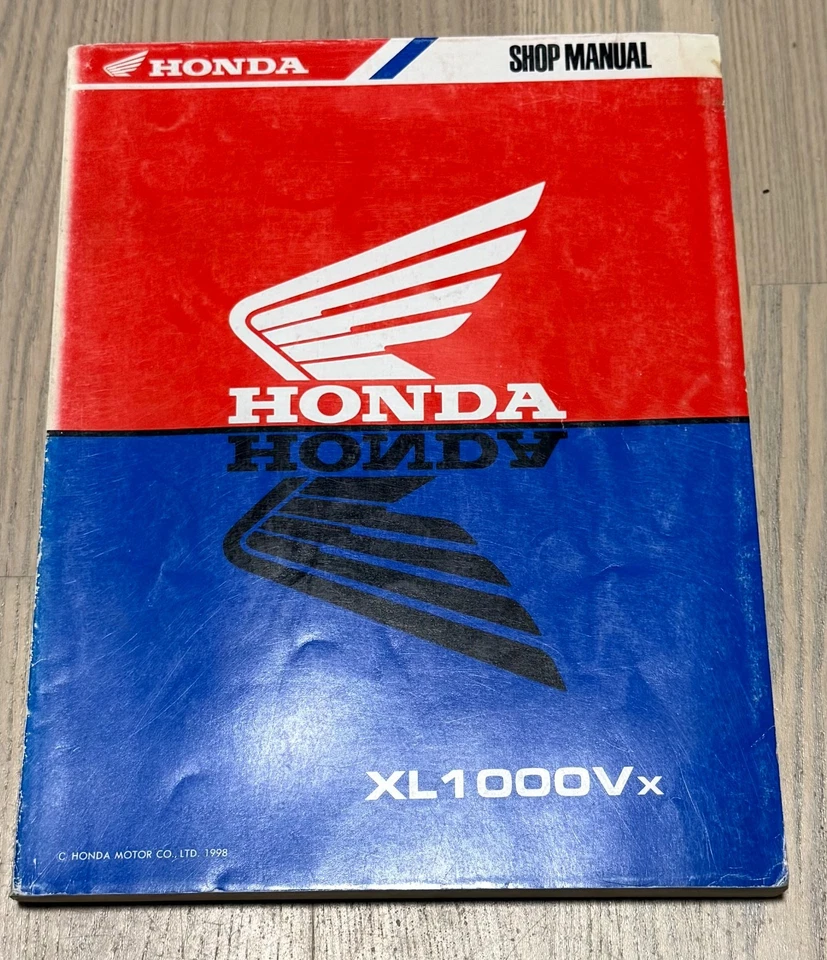 HONDA
SHOP MANUAL
HONDA
HONDA
XL1000Vx
C HONDA MOTOR CO., LTD. 1998